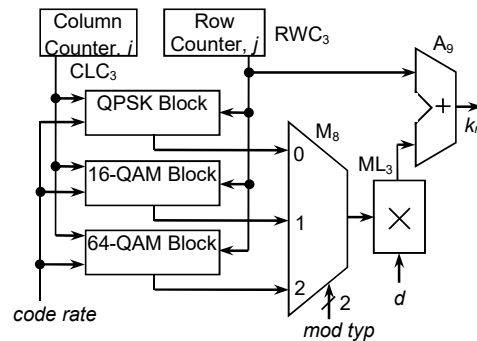 Column
Counter, i
CLC3
Row
Counter, j
RWC3
A9
QPSK Block
+
kn
M8
0
16-QAM Block
ML3
1
×
64-QAM Block
2
2
d
code rate
mod typ